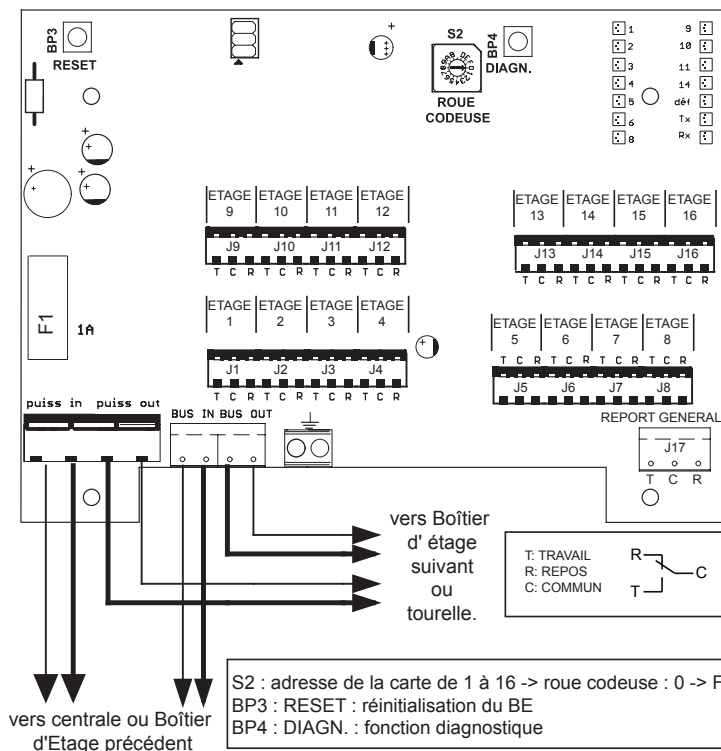 BP3
RESET
S2
ROUE
CODEUSE
BP4
DIAGN.
1
2
3
4
5
6
8
9
10
11
14
déf
Tx
Rx
ETAGE 9
ETAGE 10
ETAGE 11
ETAGE 12
J9 J10 J11 J12
T C R T C R T C R T C R
ETAGE 13
ETAGE 14
ETAGE 15
ETAGE 16
J13 J14 J15 J16
T C R T C R T C R T C R
F1
1A
ETAGE 1
ETAGE 2
ETAGE 3
ETAGE 4
J1 J2 J3 J4
T C R T C R T C R T C R
ETAGE 5
ETAGE 6
ETAGE 7
ETAGE 8
T C R T C R T C R T C R
J5 J6 J7 J8
puiss in puiss out
BUS IN BUS OUT
REPORT GENERAL
J17
T C R
vers Boîtier
d' étage
suivant
ou
tourelle.
T: TRAVAIL
R: REPOS
C: COMMUN
R
C
T
vers centrale ou Boîtier
d'Etage précédent
S2 : adresse de la carte de 1 à 16 -> roue codeuse : 0 -> F
BP3 : RESET : réinitialisation du BE
BP4 : DIAGN. : fonction diagnostique